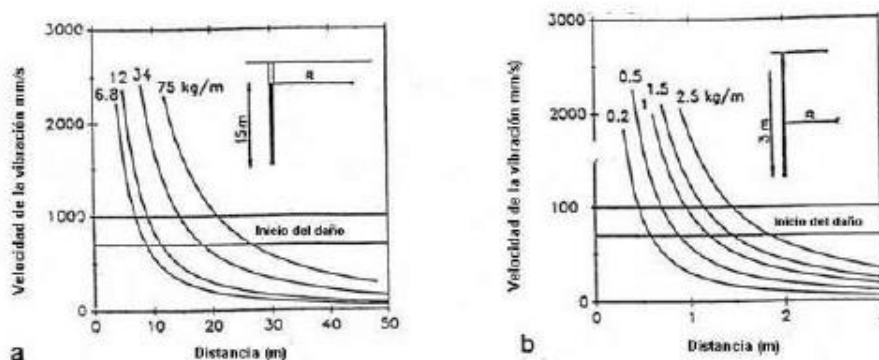 3000
2000
1000
0
Velocidad de la vibración mm/s
6.8
12
34
75 kg/m
R
15m
Inicio del daño
0
10
20
30
40
50
Distancia (m)
a
3000
2000
100
0
Velocidad de la vibración mm/s)
0.2
0.5
1
1.5
2.5 kg/m
R
3 m
Inicio del daño
0
1
2
Distancia (m)
b